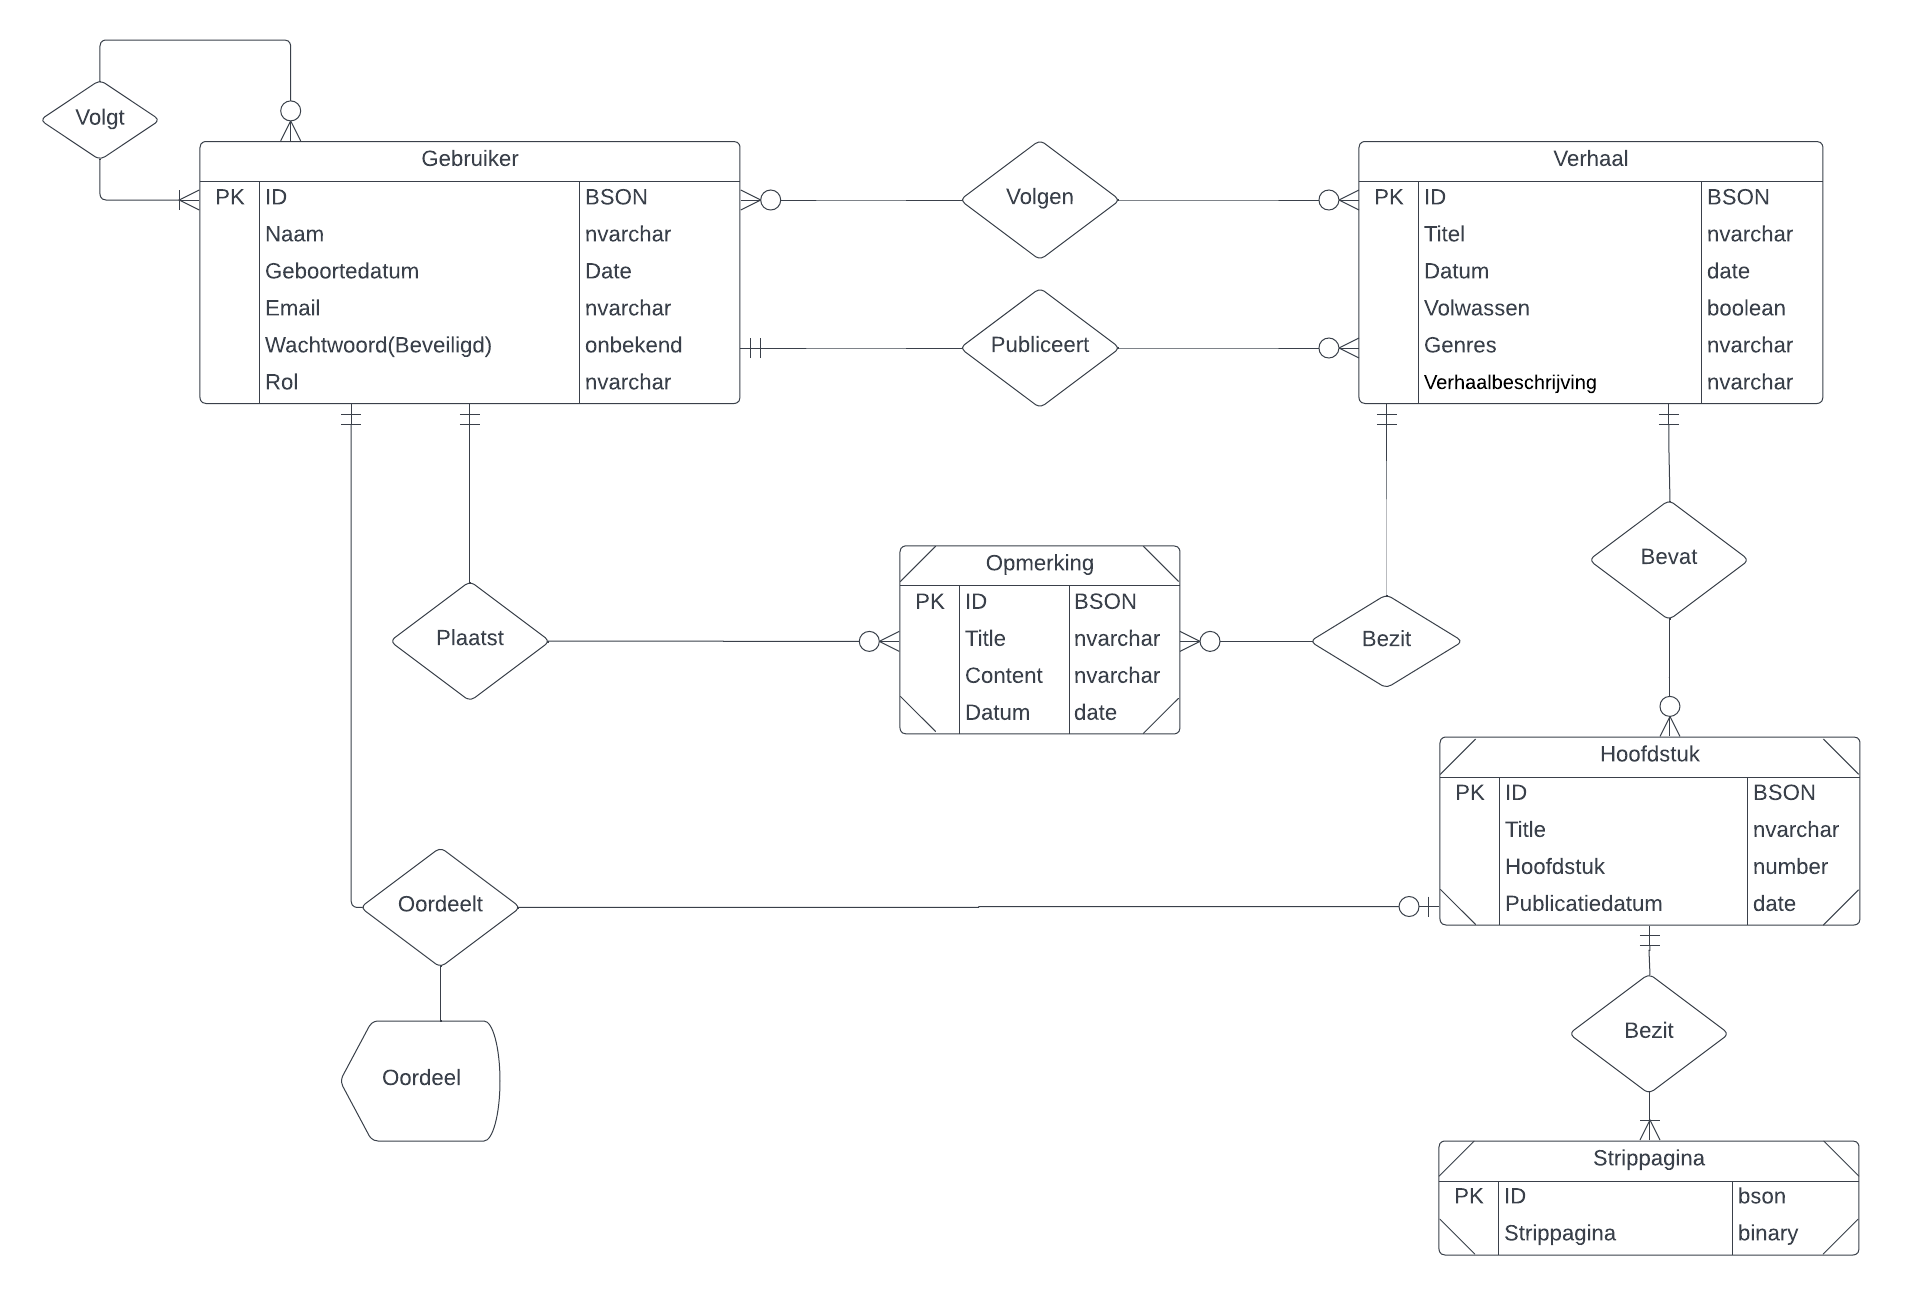 Volgt
Gebruiker
PK ID BSON
Naam nvarchar
Geboortedatum Date
Email nvarchar
Wachtwoord(Beveiligd) onbekend
Rol nvarchar
Volgen
Publiceert
Verhaal
PK ID BSON
Titel nvarchar
Datum date
Volwassen boolean
Genres nvarchar
Verhaalbeschrijving nvarchar
Plaatst
Opmerking
PK ID BSON
Title nvarchar
Content nvarchar
Datum date
Bezit
Bevat
Hoofdstuk
PK ID BSON
Title nvarchar
Hoofdstuk number
Publicatiedatum date
Oordeelt
Oordeel
Bezit
Strippagina
PK ID bson
Strippagina binary